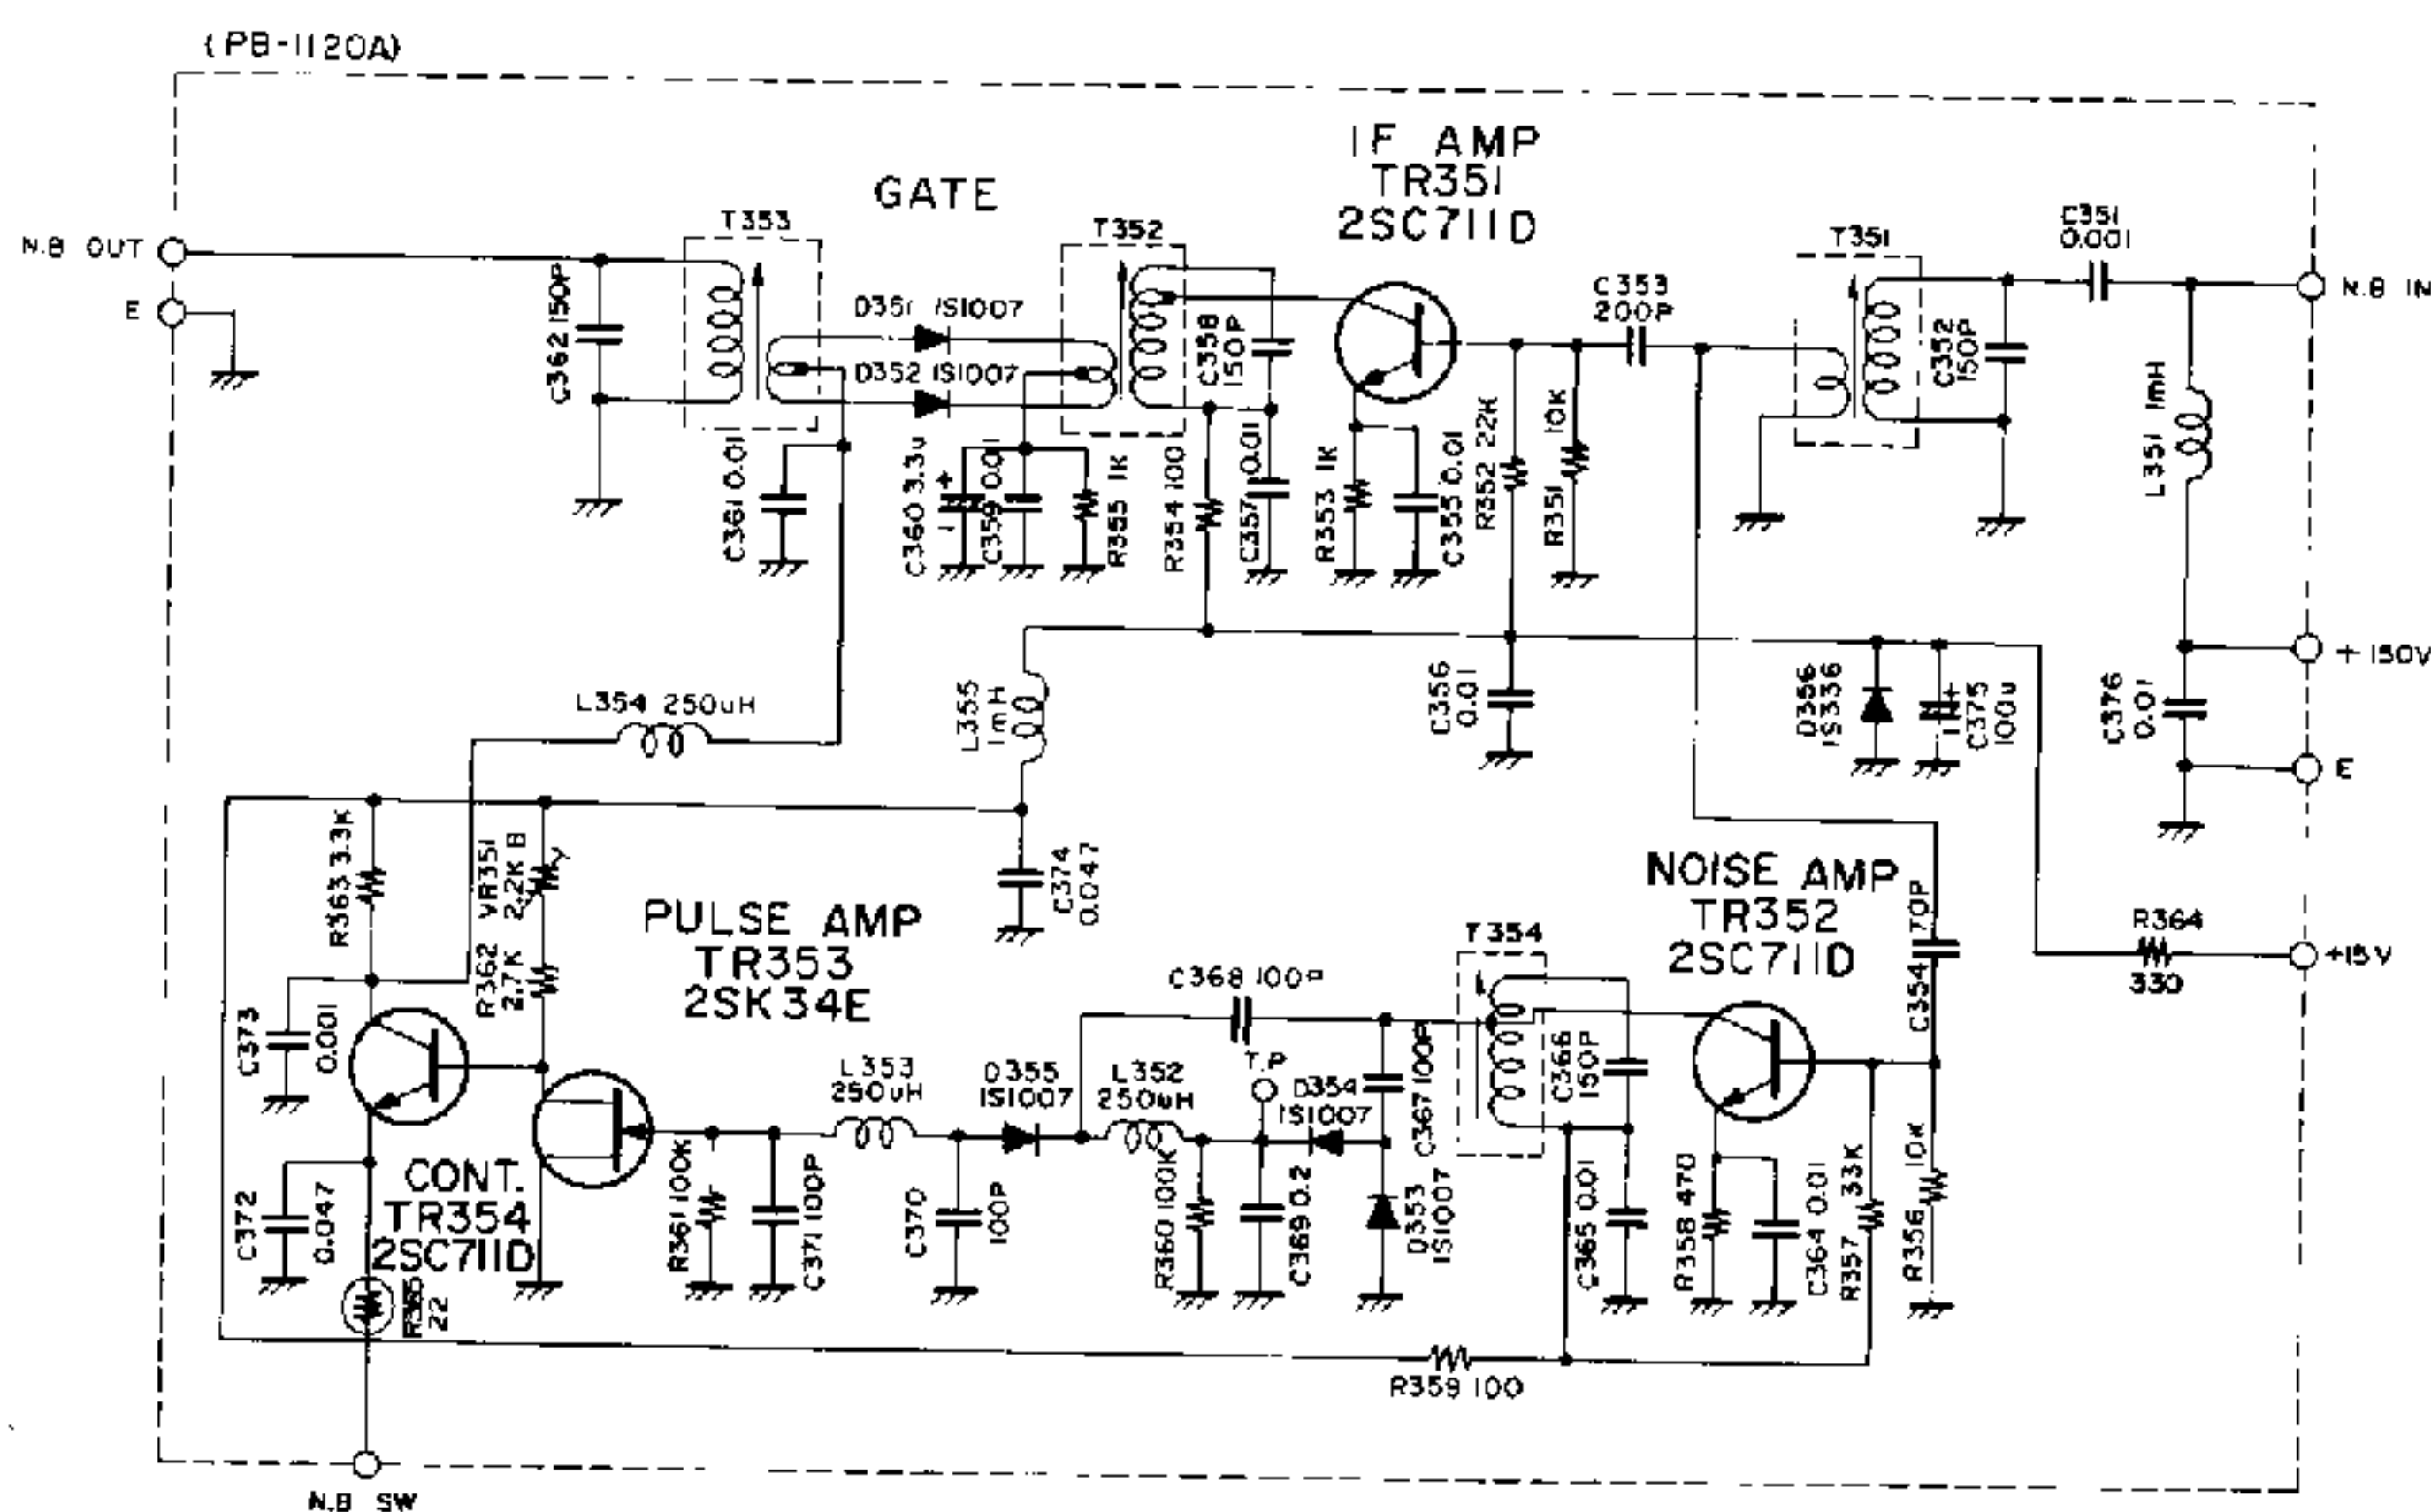 (PB-1120A)
IF AMP
TR351
2SC711D
GATE
T353
T352
T351
C351
0.001
N.B OUT
E
N.B IN
C362 150P
D351 1S1007
D352 1S1007
C358
150P
C353
200P
C352
150P
L351 1mH
C361 0.01
C360 3.3u
+
-
C359 0.01
R355 1K
R354 100
C357 0.01
R353 1K
C355 0.01
R352 22K
R351 10K
L354 250uH
L355
1mH
C356
0.01
D356
1S336
+
C375
100u
C376
0.01
+150V
E
R363 3.3K
VR351
2.2K B
C374
0.047
PULSE AMP
TR353
2SK34E
NOISE AMP
TR352
2SC711D
R364
330
+15V
C373
0.001
R362
2.7K
C368 100P
T354
C354 70P
L353
250uH
D355
1S1007
L352
250uH
T.P
D354
1S1007
C367 100P
C366
150P
CONT.
TR354
2SC711D
C372
0.047
22
R361 100K
C371 100P
C370
100P
R360 100K
C369 0.2
D353
1S1007
C365 0.01
R358 470
C364 0.01
R357 33K
R356 10K
R359 100
N.B SW